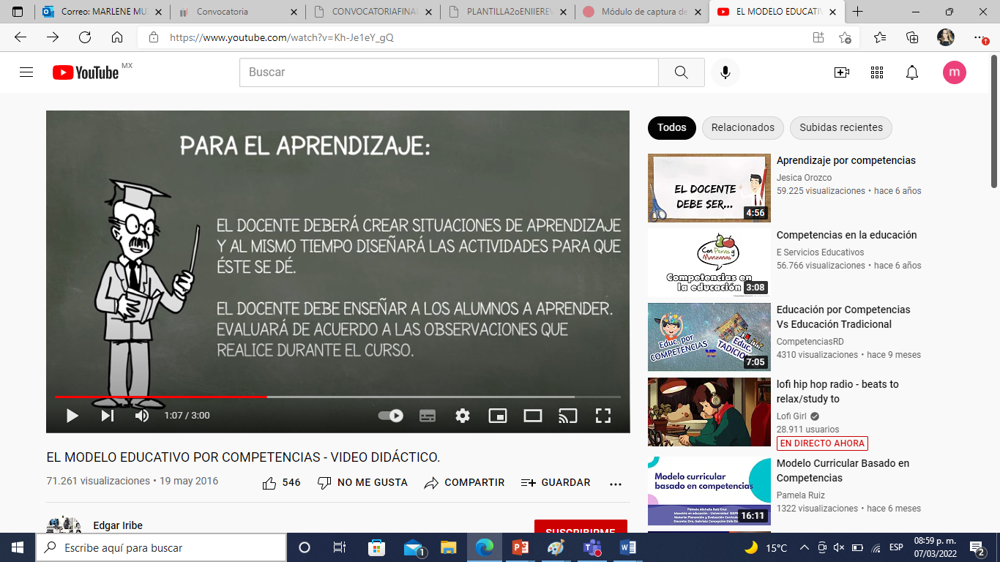 Correo: MARLENE MU
Convocatoria
CONVOCATORIAFINA
PLANTILLA2oENIIEREV
Módulo de captura de
EL MODELO EDUCATIV
https://www.youtube.com/watch?v=Kh-Je1eY_gQ
YouTube MX
Buscar
m
PARA EL APRENDIZAJE:
EL DOCENTE DEBERÁ CREAR SITUACIONES DE APRENDIZAJE
Y AL MISMO TIEMPO DISEÑARÁ LAS ACTIVIDADES PARA QUE
ÉSTE SE DÉ.
EL DOCENTE DEBE ENSEÑAR A LOS ALUMNOS A APRENDER.
EVALUARÁ DE ACUERDO A LAS OBSERVACIONES QUE
REALICE DURANTE EL CURSO.
1:07 / 3:00
EL MODELO EDUCATIVO POR COMPETENCIAS - VIDEO DIDÁCTICO.
71.261 visualizaciones • 19 may 2016
546
NO ME GUSTA
COMPARTIR
GUARDAR
Edgar Iribe
SUSCRIBIRME
Todos
Relacionados
Subidas recientes
EL DOCENTE
DEBE SER...
4:56
Aprendizaje por competencias
Jesica Orozco
59.225 visualizaciones • hace 6 años
Con Peras y
Manzanas
Competencias en
la educación
3:08
Competencias en la educación
E Servicios Educativos
56.766 visualizaciones • hace 6 años
Educ. por
COMPETENCIAS
VS
Educ.
TADICION
7:05
Educación por Competencias
Vs Educación Tradicional
CompetenciasRD
4310 visualizaciones • hace 9 meses
lofi hip hop radio - beats to
relax/study to
Lofi Girl
28.911 usuarios
EN DIRECTO AHORA
Modelo curricular
basado en competencias
16:11
Modelo Curricular Basado en
Competencias
Pamela Ruiz
1322 visualizaciones • hace 6 meses
Escribe aquí para buscar
1
15°C
ESP
08:59 p. m.
07/03/2022
2